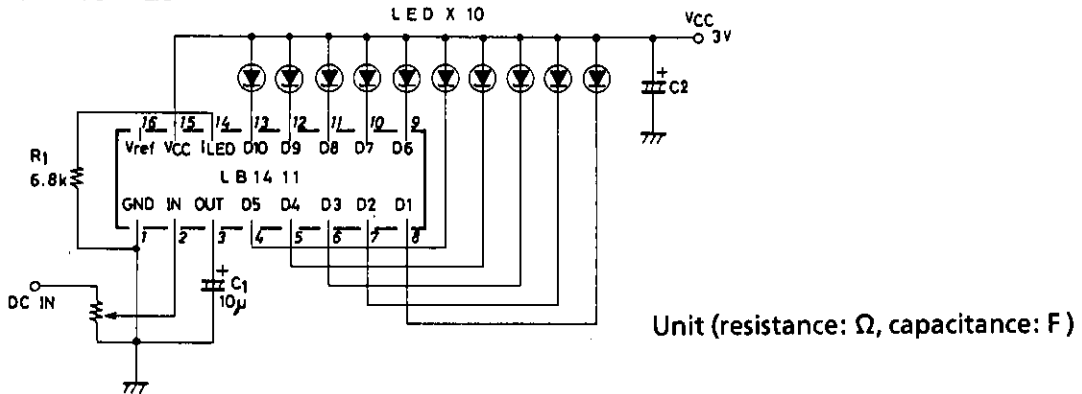 LED X 10
VCC
3V
+
C2
16 15 14 13 12 11 10 9
Vref VCC iLED D10 D9 D8 D7 D6
R1
6.8k
LB1411
GND IN OUT D5 D4 D3 D2 D1
1 2 3 4 5 6 7 8
+
C1
10μ
DC IN
Unit (resistance: Ω, capacitance: F)